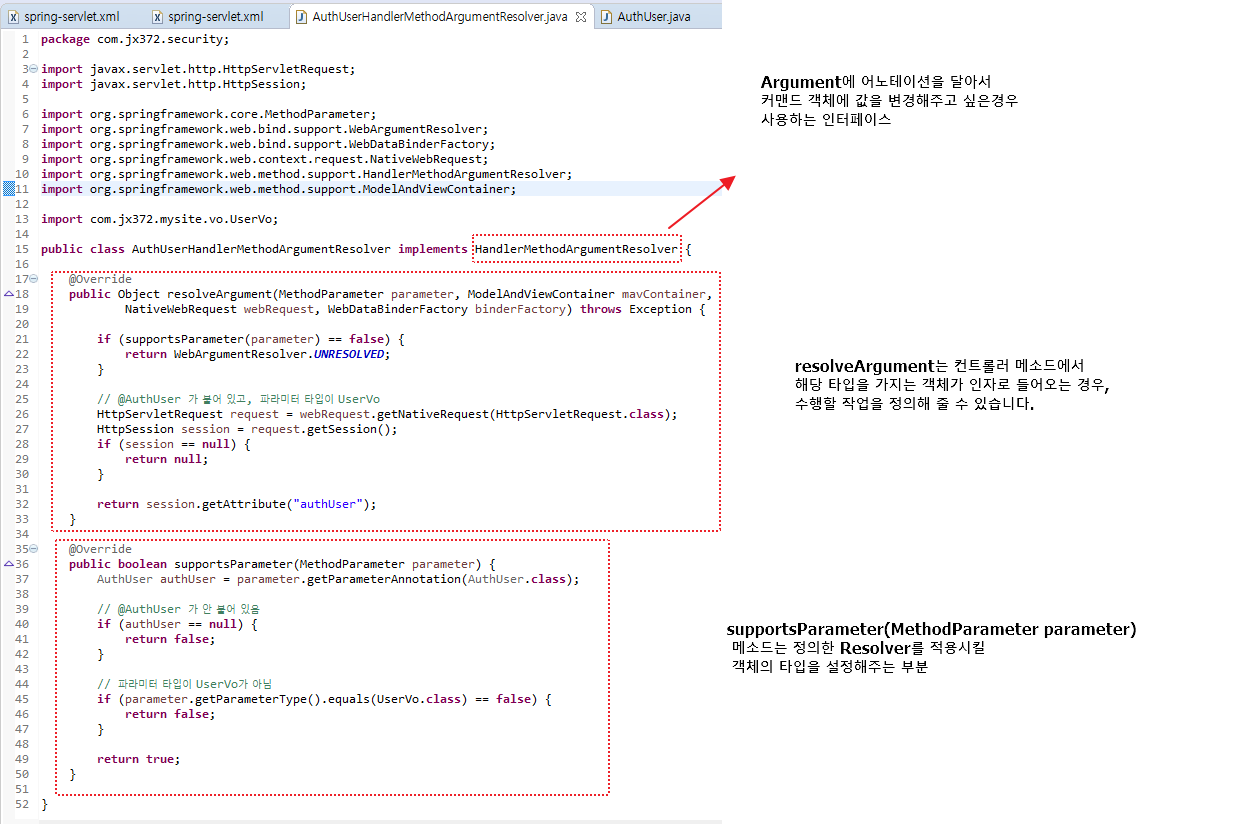 spring-servlet.xml spring-servlet.xml AuthUserHandlerMethodArgumentResolver.java AuthUser.java
1 package com.jx372.security;
2
3 import javax.servlet.http.HttpServletRequest;
4 import javax.servlet.http.HttpSession;
5
6 import org.springframework.core.MethodParameter;
7 import org.springframework.web.bind.support.WebArgumentResolver;
8 import org.springframework.web.bind.support.WebDataBinderFactory;
9 import org.springframework.web.context.request.NativeWebRequest;
10 import org.springframework.web.method.support.HandlerMethodArgumentResolver;
11 import org.springframework.web.method.support.ModelAndViewContainer;
12
13 import com.jx372.mysite.vo.UserVo;
14
15 public class AuthUserHandlerMethodArgumentResolver implements HandlerMethodArgumentResolver {
16
17 @Override
18 public Object resolveArgument(MethodParameter parameter, ModelAndViewContainer mavContainer,
19 NativeWebRequest webRequest, WebDataBinderFactory binderFactory) throws Exception {
20
21 if (supportsParameter(parameter) == false) {
22 return WebArgumentResolver.UNRESOLVED;
23 }
24
25 // @AuthUser 가 붙어 있고, 파라미터 타입이 UserVo
26 HttpServletRequest request = webRequest.getNativeRequest(HttpServletRequest.class);
27 HttpSession session = request.getSession();
28 if (session == null) {
29 return null;
30 }
31
32 return session.getAttribute("authUser");
33 }
34
35 @Override
36 public boolean supportsParameter(MethodParameter parameter) {
37 AuthUser authUser = parameter.getParameterAnnotation(AuthUser.class);
38
39 // @AuthUser 가 안 붙어 있음
40 if (authUser == null) {
41 return false;
42 }
43
44 // 파라미터 타입이 UserVo가 아님
45 if (parameter.getParameterType().equals(UserVo.class) == false) {
46 return false;
47 }
48
49 return true;
50 }
51
52 }
Argument에 어노테이션을 달아서
커맨드 객체에 값을 변경해주고 싶은경우
사용하는 인터페이스
resolveArgument는 컨트롤러 메소드에서
해당 타입을 가지는 객체가 인자로 들어오는 경우,
수행할 작업을 정의해 줄 수 있습니다.
supportsParameter(MethodParameter parameter)
메소드는 정의한 Resolver를 적용시킬
객체의 타입을 설정해주는 부분